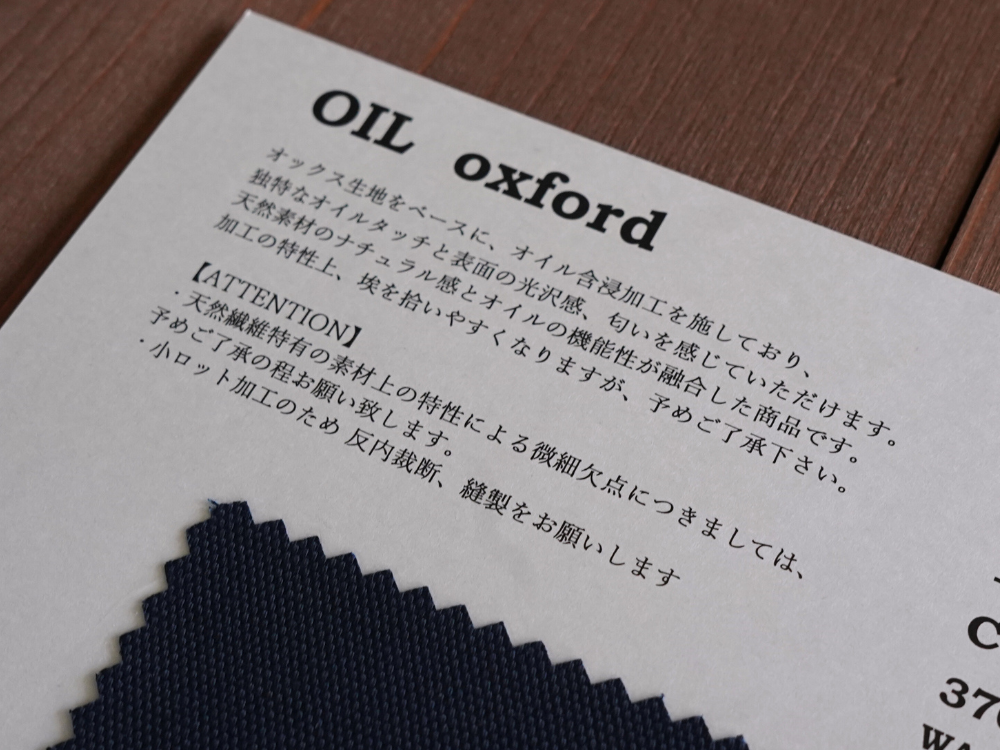 OIL oxford
オックス生地をベースに、オイル含浸加工を施しており、
独特なオイルタッチと表面の光沢感、匂いを感じていただけます。
天然素材のナチュラル感とオイルの機能性が融合した商品です。
加工の特性上、埃を拾いやすくなりますが、予めご了承下さい。
【ATTENTION】
・天然繊維特有の素材上の特性による微細欠点につきましては、
予めご了承の程お願い致します。
・小ロット加工のため 反内裁断、縫製をお願いします
C
370